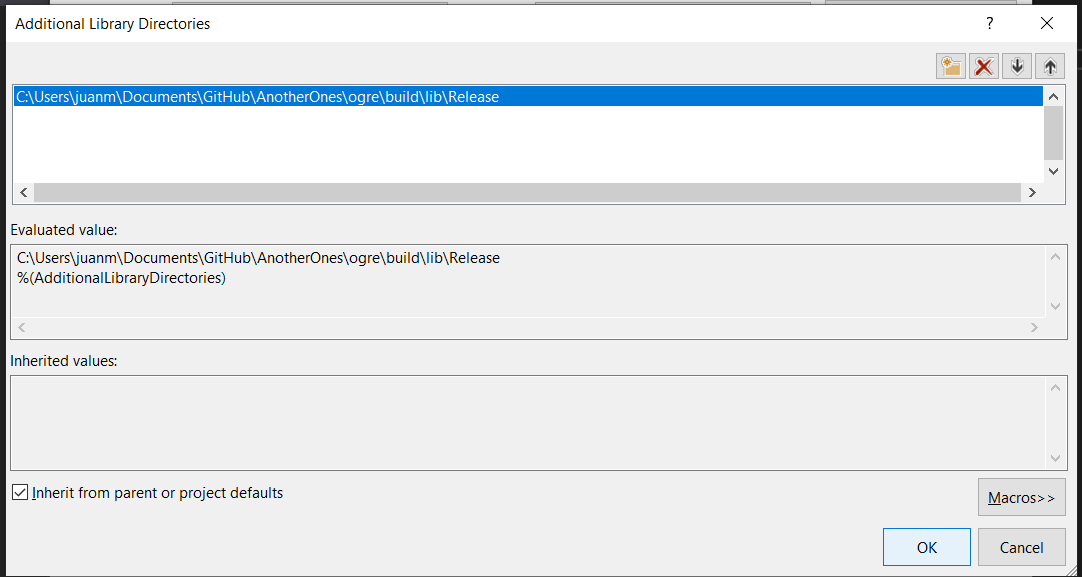 Additional Library Directories
?
C:\Users\juanm\Documents\GitHub\AnotherOnes\ogre\build\lib\Release
Evaluated value:
C:\Users\juanm\Documents\GitHub\AnotherOnes\ogre\build\lib\Release
%(AdditionalLibraryDirectories)
Inherited values:
Inherit from parent or project defaults
Macros>>
OK
Cancel